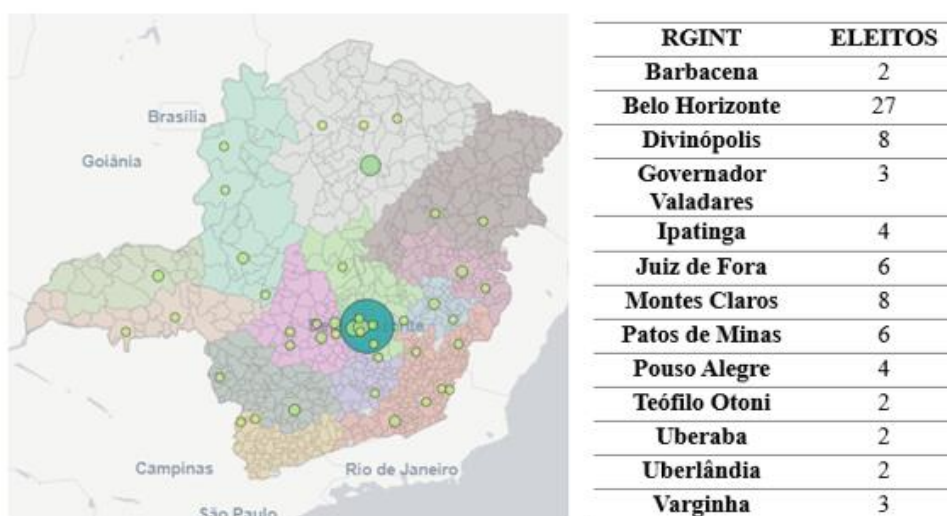 Brasília
Goiânia
Campinas
Rio de Janeiro
São Paulo
RGINT ELEITOS
Barbacena 2
Belo Horizonte 27
Divinópolis 8
Governador 3
Valadares
Ipatinga 4
Juiz de Fora 6
Montes Claros 8
Patos de Minas 6
Pouso Alegre 4
Teófilo Otoni 2
Uberaba 2
Uberlândia 2
Varginha 3